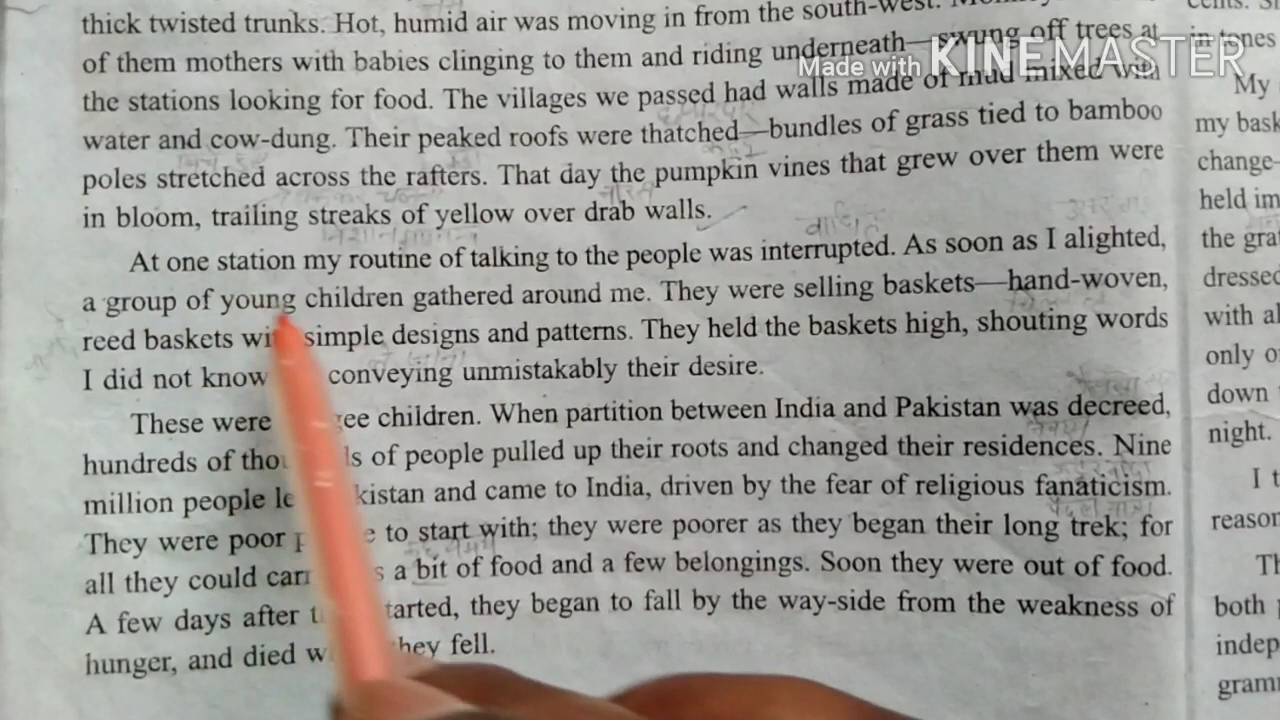 thick twisted trunks. Hot, humid air was moving in from the south-west.
of them mothers with babies clinging to them and riding underneath—swung off trees at
Made with KINEMASTER
the stations looking for food. The villages we passed had walls made of mud mixed with
water and cow-dung. Their peaked roofs were thatched—bundles of grass tied to bamboo
poles stretched across the rafters. That day the pumpkin vines that grew over them were
in bloom, trailing streaks of yellow over drab walls.
At one station my routine of talking to the people was interrupted. As soon as I alighted,
a group of young children gathered around me. They were selling baskets—hand-woven,
reed baskets simple designs and patterns. They held the baskets high, shouting words
I did not know conveying unmistakably their desire.
These were children. When partition between India and Pakistan was decreed,
hundreds of of people pulled up their roots and changed their residences. Nine
million people and came to India, driven by the fear of religious fanaticism.
They were poor to start with; they were poorer as they began their long trek; for
all they could a bit of food and a few belongings. Soon they were out of food.
A few days after they began to fall by the way-side from the weakness of
hunger, and died they fell.
in tones
My
my bask
change-
held im
the gra
dressed
with al
only o
down
night.
I t
reason
Th
both
indep
gram